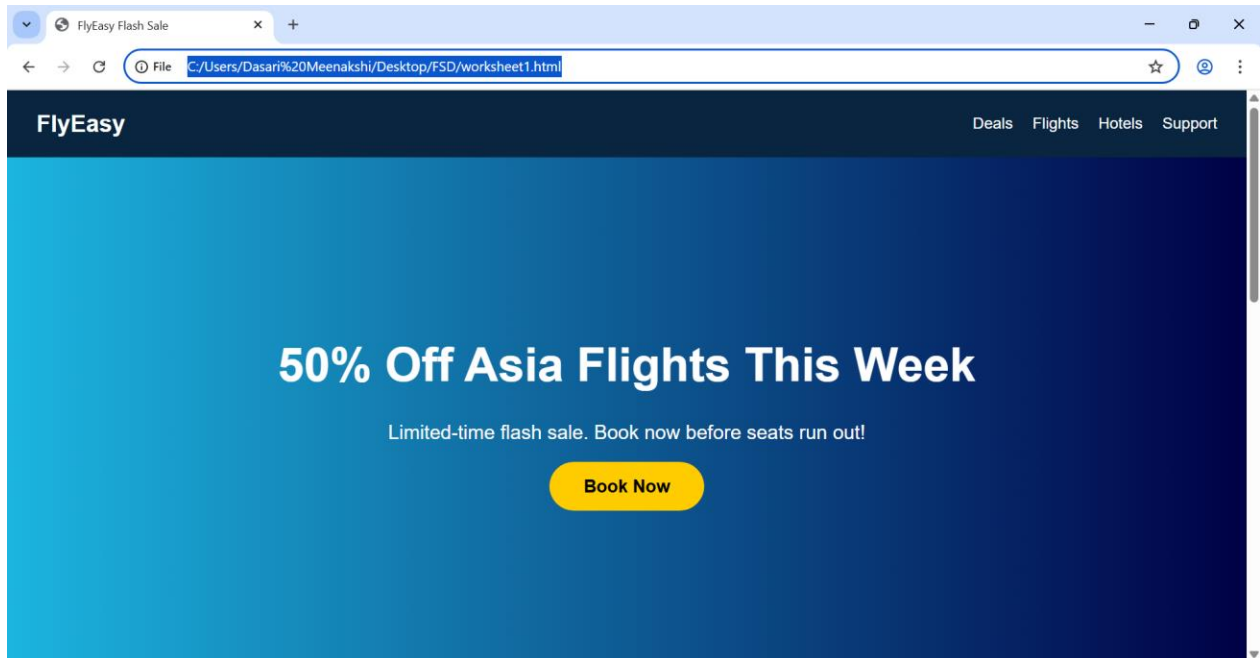 FlyEasy Flash Sale
File C:/Users/Dasari%20Meenakshi/Desktop/FSD/worksheet1.html
FlyEasy Deals Flights Hotels Support
50% Off Asia Flights This Week
Limited-time flash sale. Book now before seats run out!
Book Now